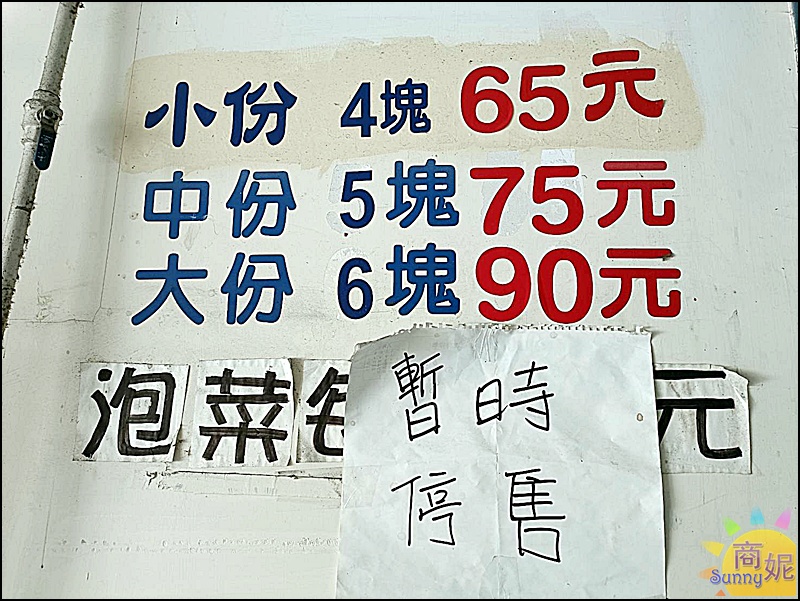 小份 4塊 65元
中份 5塊 75元
大份 6塊 90元
泡菜 元
暫時
停售
商妮
Sunny